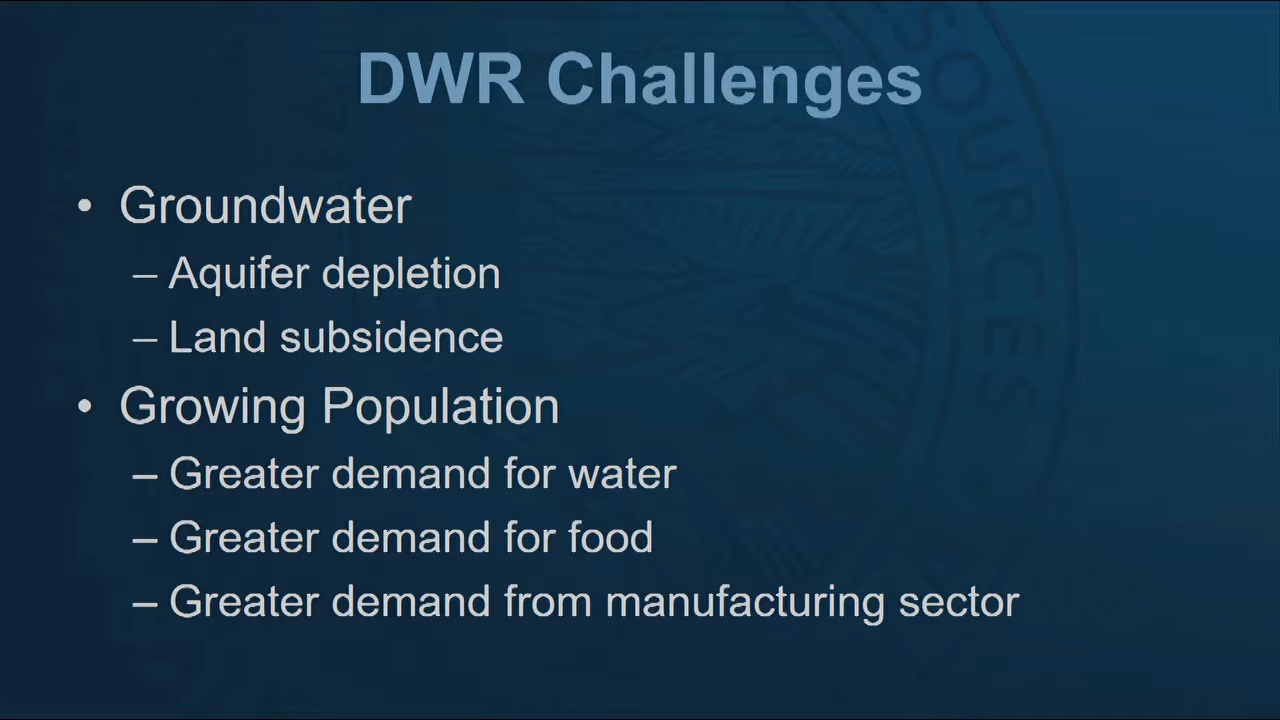 DWR Challenges
• Groundwater
– Aquifer depletion
– Land subsidence
• Growing Population
– Greater demand for water
– Greater demand for food
– Greater demand from manufacturing sector
SOURCES